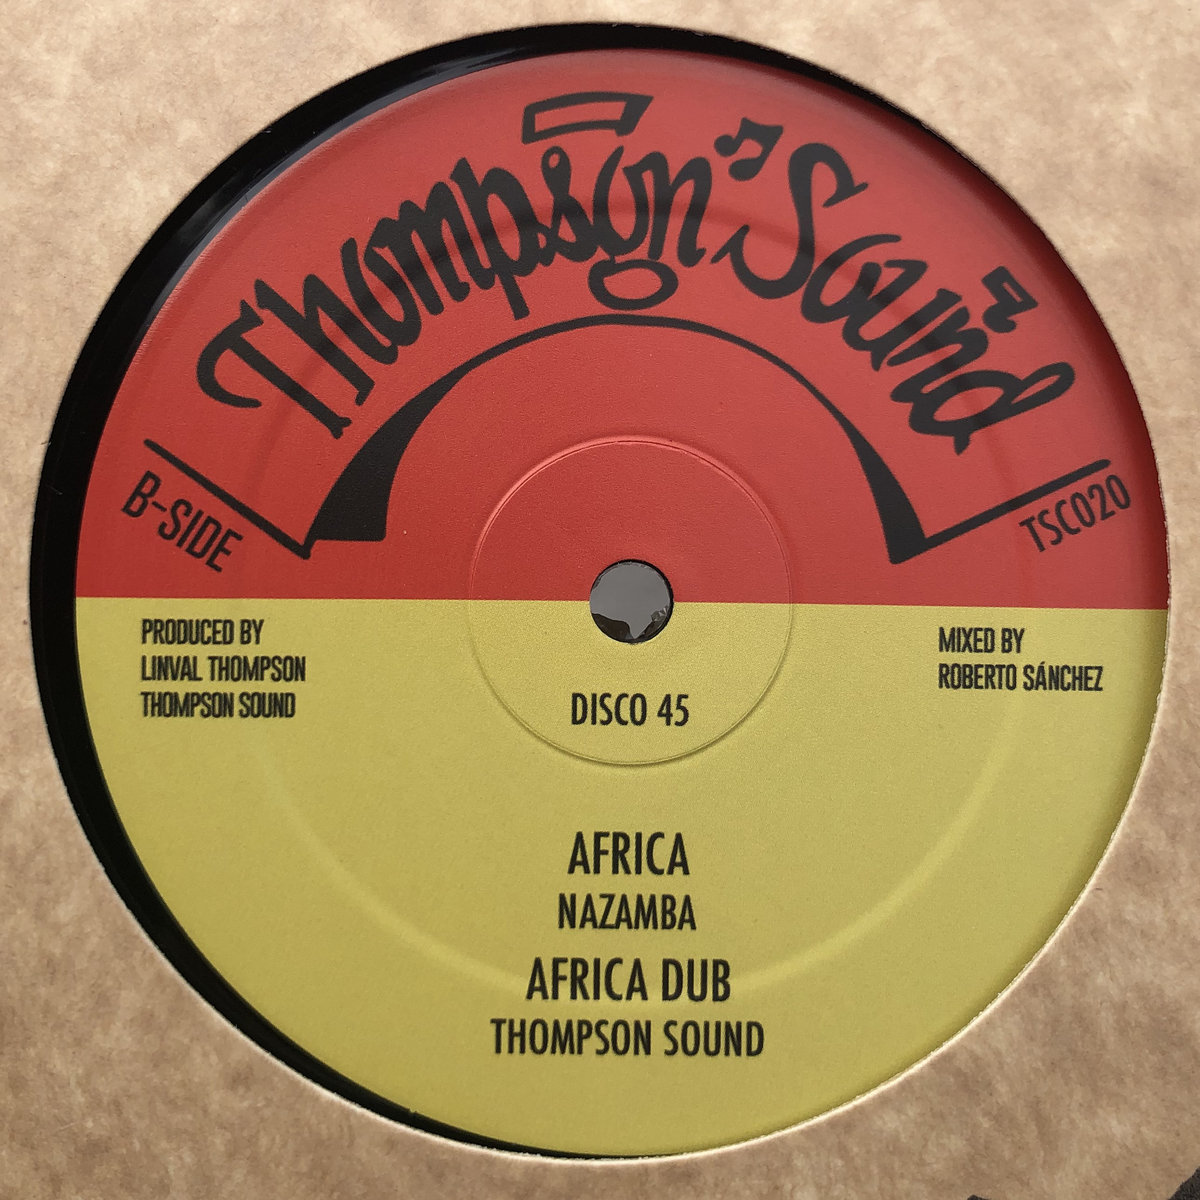 Thompson Sound
B-SIDE
TSC020
PRODUCED BY
LINVAL THOMPSON
THOMPSON SOUND
MIXED BY
ROBERTO SÁNCHEZ
DISCO 45
AFRICA
NAZAMBA
AFRICA DUB
THOMPSON SOUND